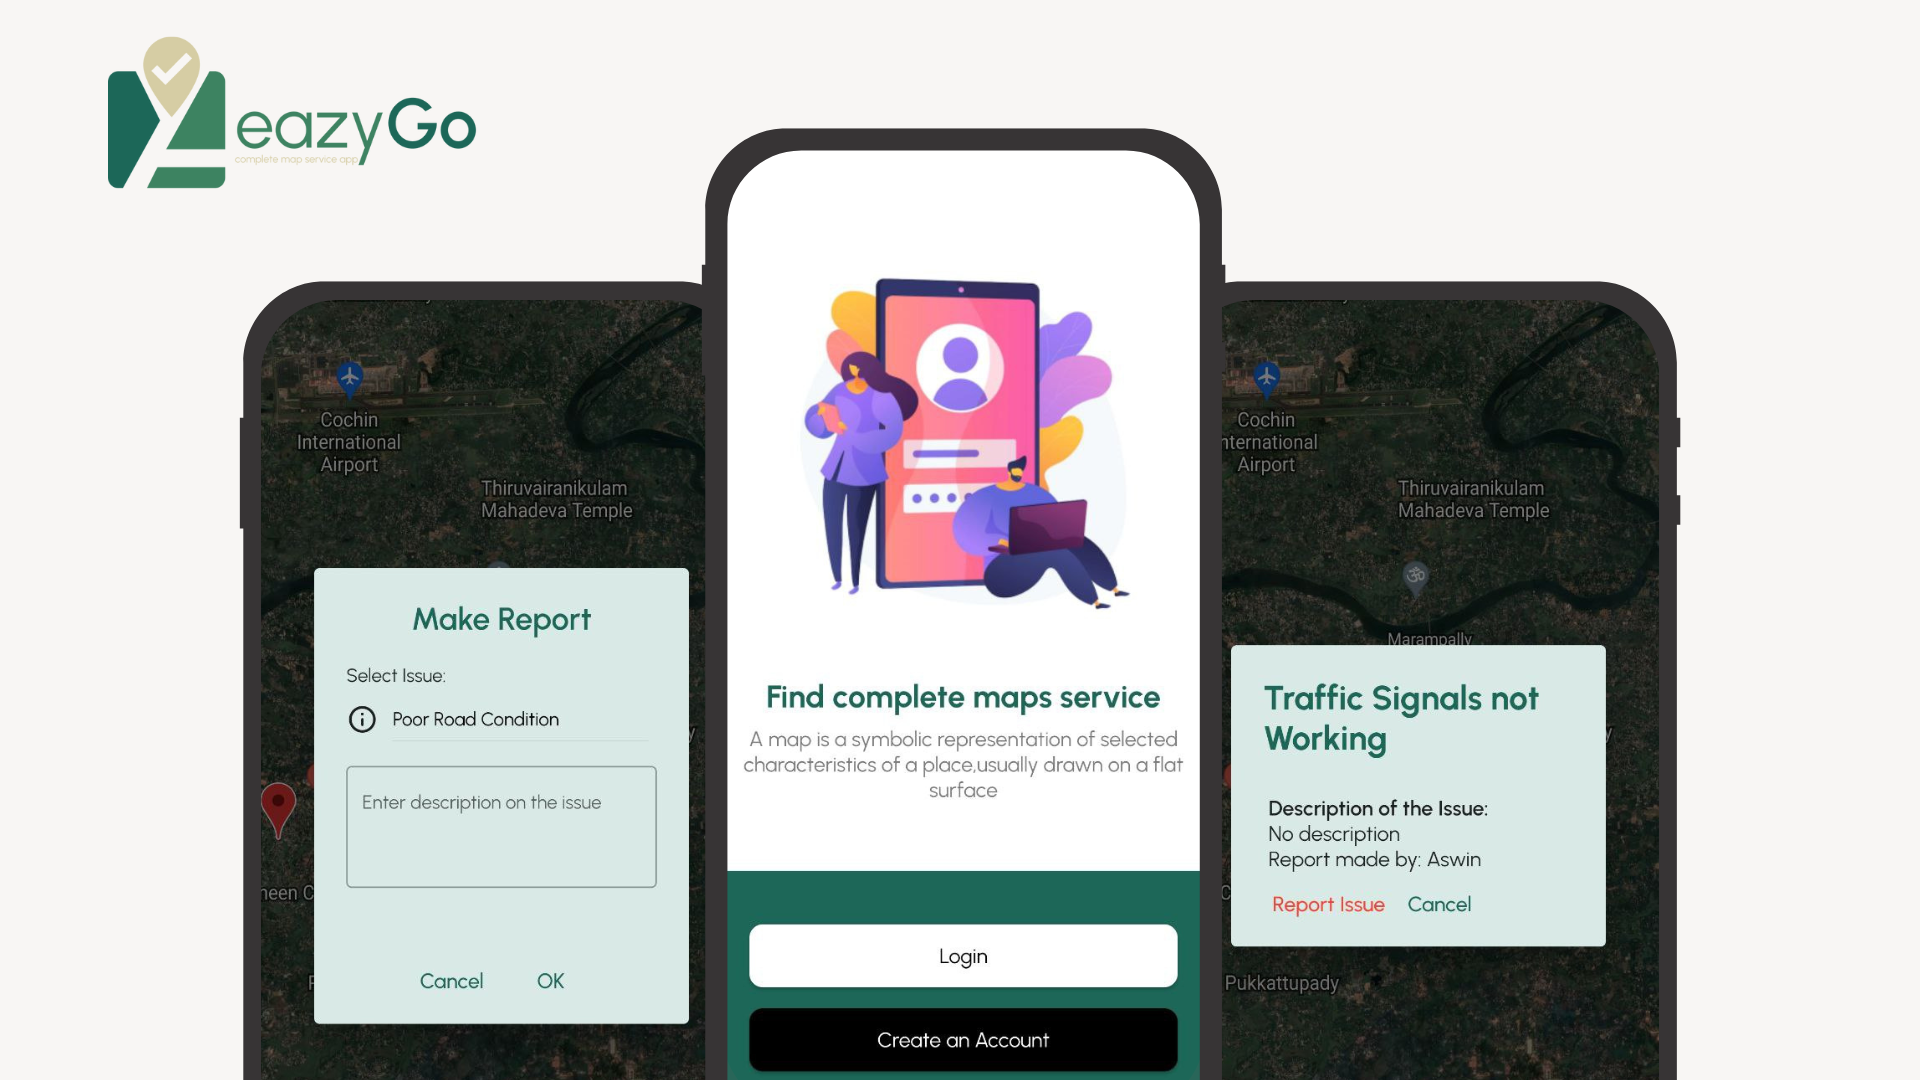 eazyGo
complete map service app
Cochin
International
Airport
Thiruvairanikulam
Mahadeva Temple
Make Report
Select Issue:
Poor Road Condition
Enter description on the issue
Cancel OK
Find complete maps service
A map is a symbolic representation of selected
characteristics of a place,usually drawn on a flat
surface
Login
Create an Account
Cochin
nternational
Airport
Thiruvairanikulam
Mahadeva Temple
Marampally
Traffic Signals not
Working
Description of the Issue:
No description
Report made by: Aswin
Report Issue Cancel
Pukkattupady